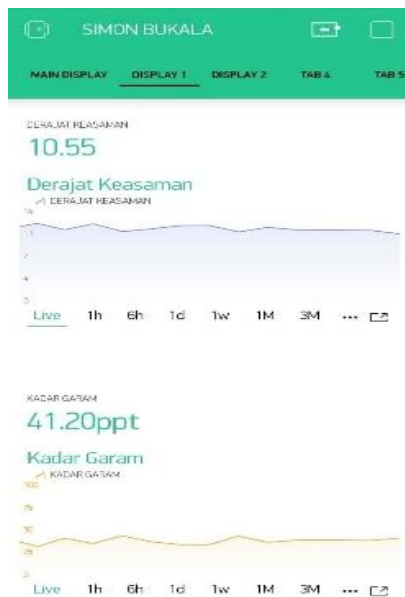 SIMON BUKALA
MAIN DISPLAY DISPLAY 1 DISPLAY 2 TAB 4 TAB 5
DERAJAT KEASAMAN
10.55
Derajat Keasaman
DERAJAT KEASAMAN
14
11
7
4
0
Live 1h 6h 1d 1w 1M 3M ...
KADAR GARAM
41.20ppt
Kadar Garam
KADAR GARAM
100
75
50
25
0
Live 1h 6h 1d 1w 1M 3M ...